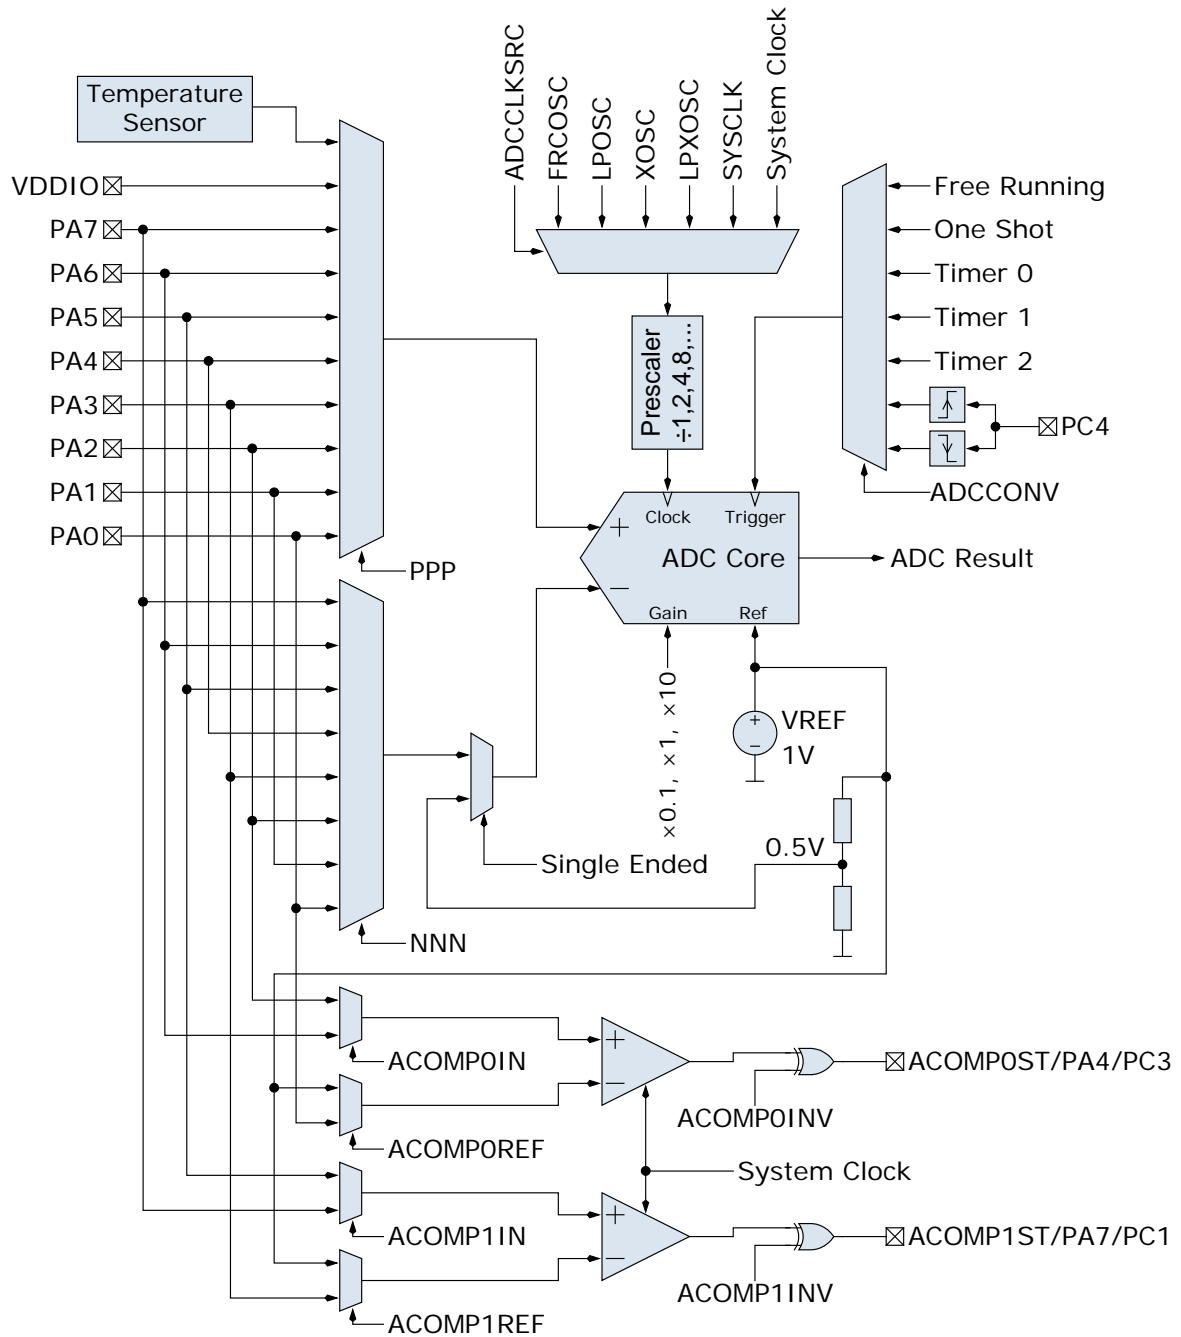 ADCCLKSRC
FRCOSC
LPOSC
XOSC
LPXOSC
SYSCLK
System Clock
Temperature
Sensor
VDDIO
PA7
PA6
PA5
PA4
PA3
PA2
PA1
PA0
PPP
Prescaler
÷1,2,4,8,...
Free Running
One Shot
Timer 0
Timer 1
Timer 2
PC4
ADCCONV
Clock
Trigger
+
ADC Core
ADC Result
−
Gain
Ref
×0.1, ×1, ×10
+
−
VREF
1V
0.5V
Single Ended
NNN
ACOMP0IN
+
−
ACOMP0ST/PA4/PC3
ACOMP0INV
ACOMP0REF
System Clock
ACOMP1IN
+
−
ACOMP1ST/PA7/PC1
ACOMP1INV
ACOMP1REF